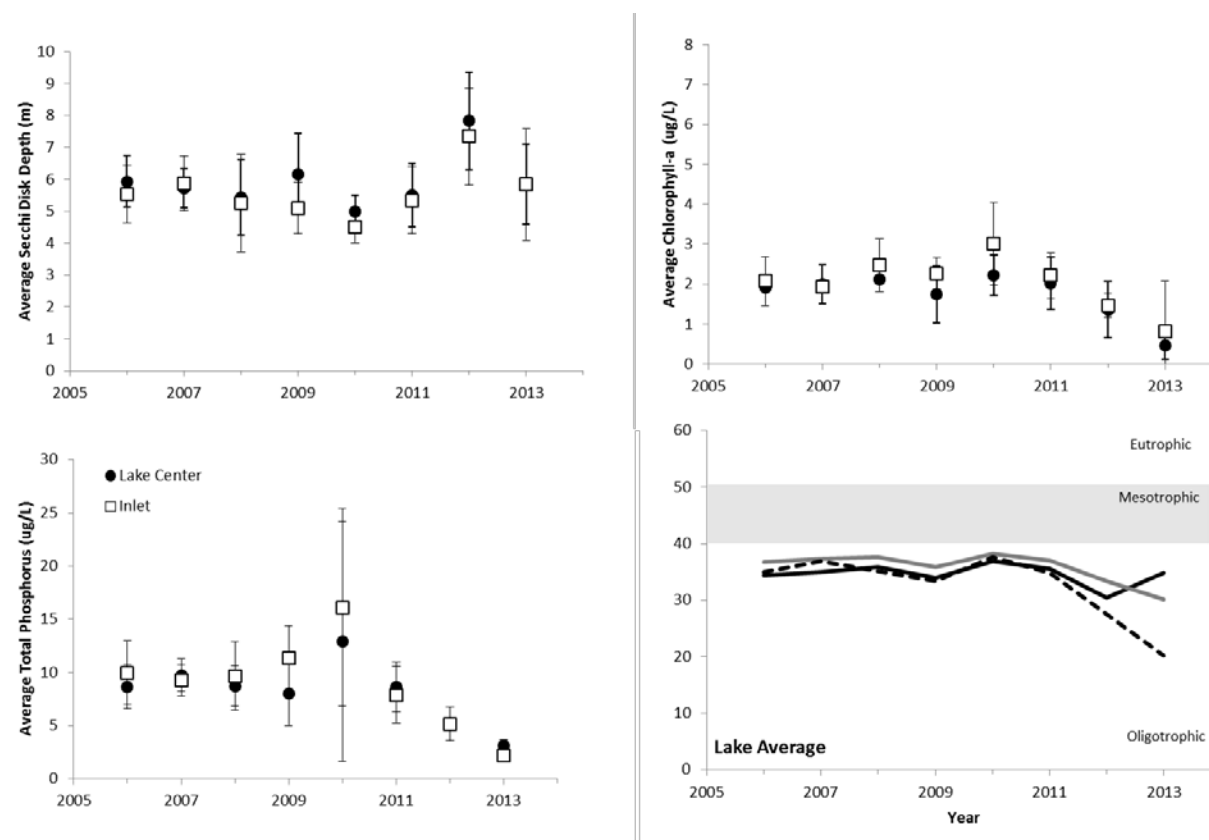 Average Secchi Disk Depth (m)
10
9
8
7
6
5
4
3
2
1
0
2005 2007 2009 2011 2013
Average Chlorophyll-a (ug/L)
8
7
6
5
4
3
2
1
0
2005 2007 2009 2011 2013
Average Total Phosphorus (ug/L)
30
25
20
15
10
5
0
Lake Center
Inlet
2005 2007 2009 2011 2013
60
50
40
30
20
10
0
Eutrophic
Mesotrophic
Oligotrophic
Lake Average
2005 2007 2009 2011 2013
Year